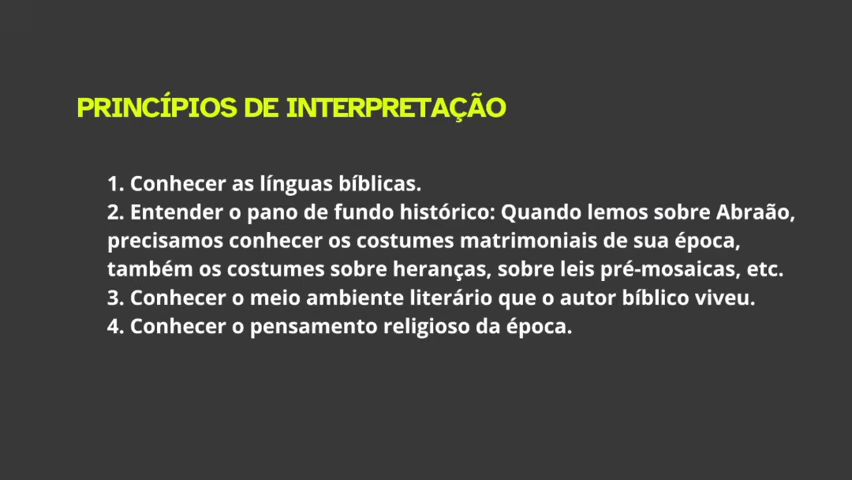 PRINCÍPIOS DE INTERPRETAÇÃO
1. Conhecer as línguas bíblicas.
2. Entender o pano de fundo histórico: Quando lemos sobre Abraão,
precisamos conhecer os costumes matrimoniais de sua época,
também os costumes sobre heranças, sobre leis pré-mosaicas, etc.
3. Conhecer o meio ambiente literário que o autor bíblico viveu.
4. Conhecer o pensamento religioso da época.